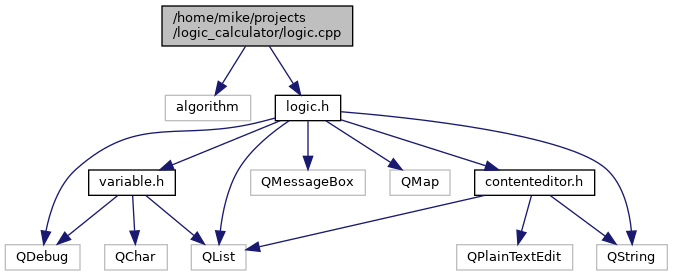 /home/mike/projects
/logic_calculator/logic.cpp
algorithm
logic.h
variable.h
QMessageBox
QMap
contenteditor.h
QDebug
QChar
QList
QPlainTextEdit
QString